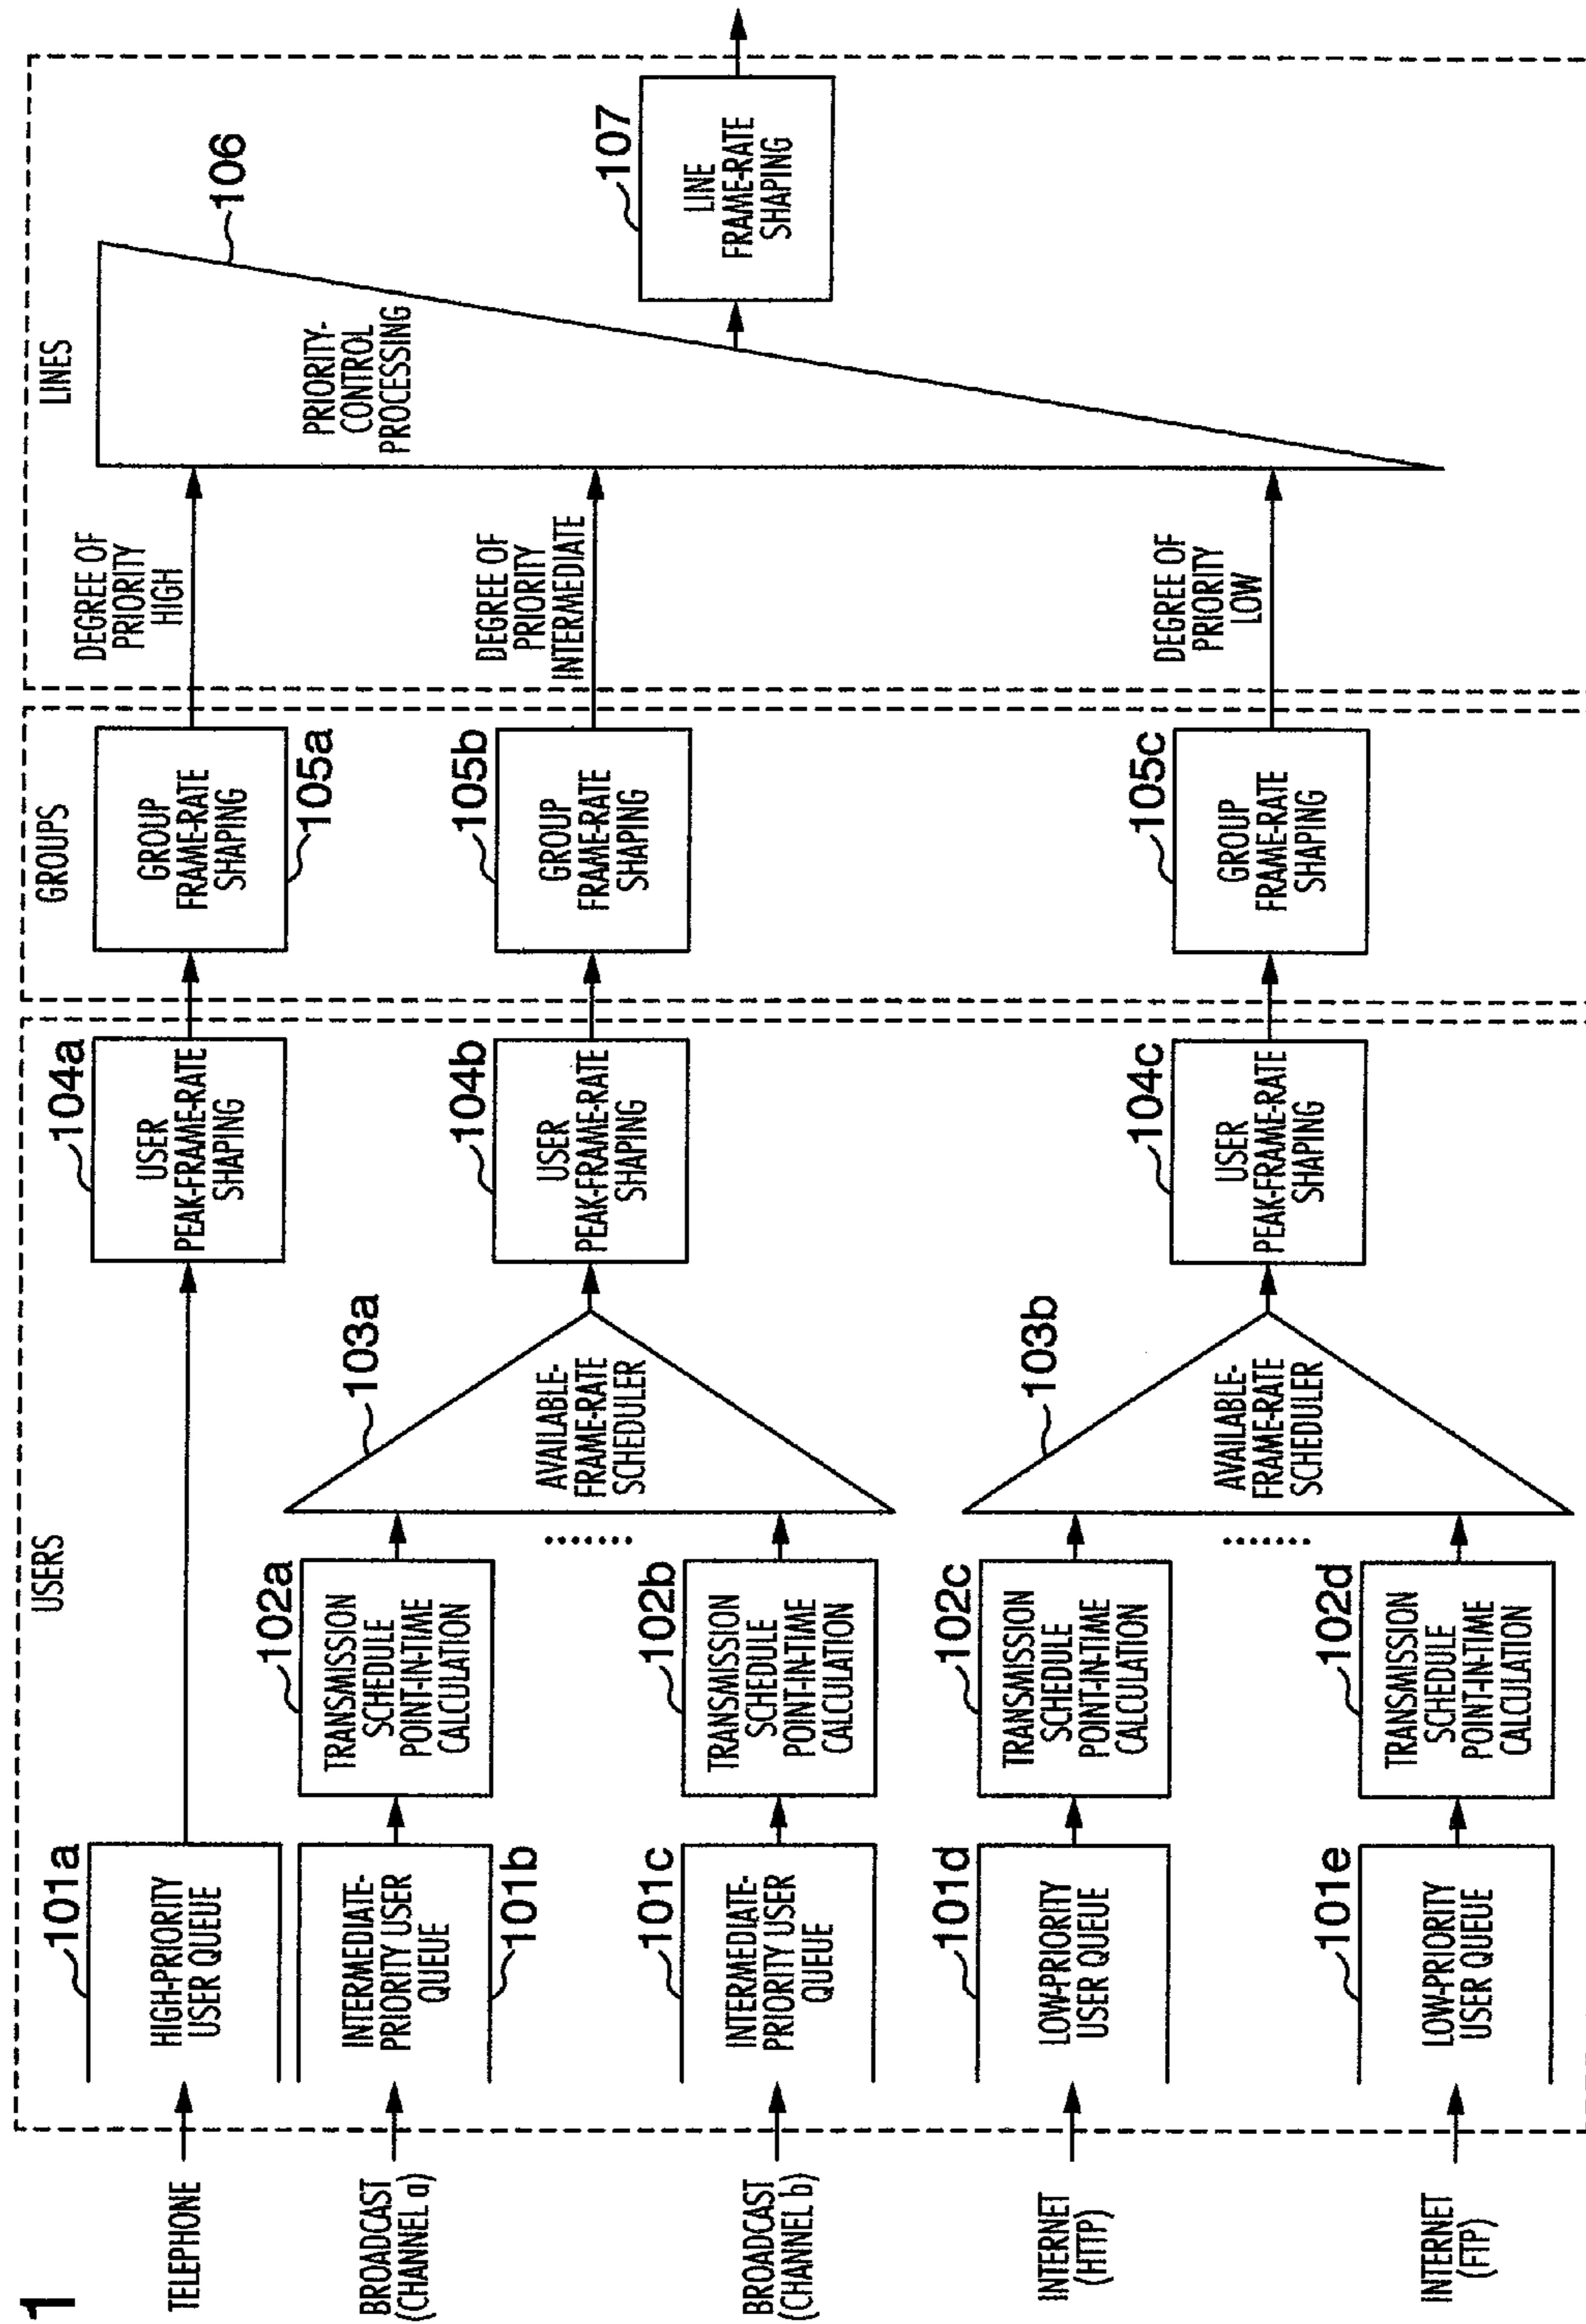 1
USERS
GROUPS
LINES
TELEPHONE
101a
HIGH-PRIORITY
USER QUEUE
104a
USER
PEAK-FRAME-RATE
SHAPING
GROUP
FRAME-RATE
SHAPING
105a
DEGREE OF
PRIORITY
HIGH
PRIORITY-
CONTROL
PROCESSING
106
BROADCAST
(CHANNEL a)
INTERMEDIATE-
PRIORITY USER
QUEUE
101b
102a
TRANSMISSION
SCHEDULE
POINT-IN-TIME
CALCULATION
103a
AVAILABLE-
FRAME-RATE
SCHEDULER
104b
USER
PEAK-FRAME-RATE
SHAPING
105b
GROUP
FRAME-RATE
SHAPING
DEGREE OF
PRIORITY
INTERMEDIATE
107
LINE
FRAME-RATE
SHAPING
BROADCAST
(CHANNEL b)
101c
INTERMEDIATE-
PRIORITY USER
QUEUE
102b
TRANSMISSION
SCHEDULE
POINT-IN-TIME
CALCULATION
INTERNET
(HTTP)
101d
LOW-PRIORITY
USER QUEUE
102c
TRANSMISSION
SCHEDULE
POINT-IN-TIME
CALCULATION
103b
AVAILABLE-
FRAME-RATE
SCHEDULER
104c
USER
PEAK-FRAME-RATE
SHAPING
105c
GROUP
FRAME-RATE
SHAPING
DEGREE OF
PRIORITY
LOW
INTERNET
(FTP)
101e
LOW-PRIORITY
USER QUEUE
102d
TRANSMISSION
SCHEDULE
POINT-IN-TIME
CALCULATION